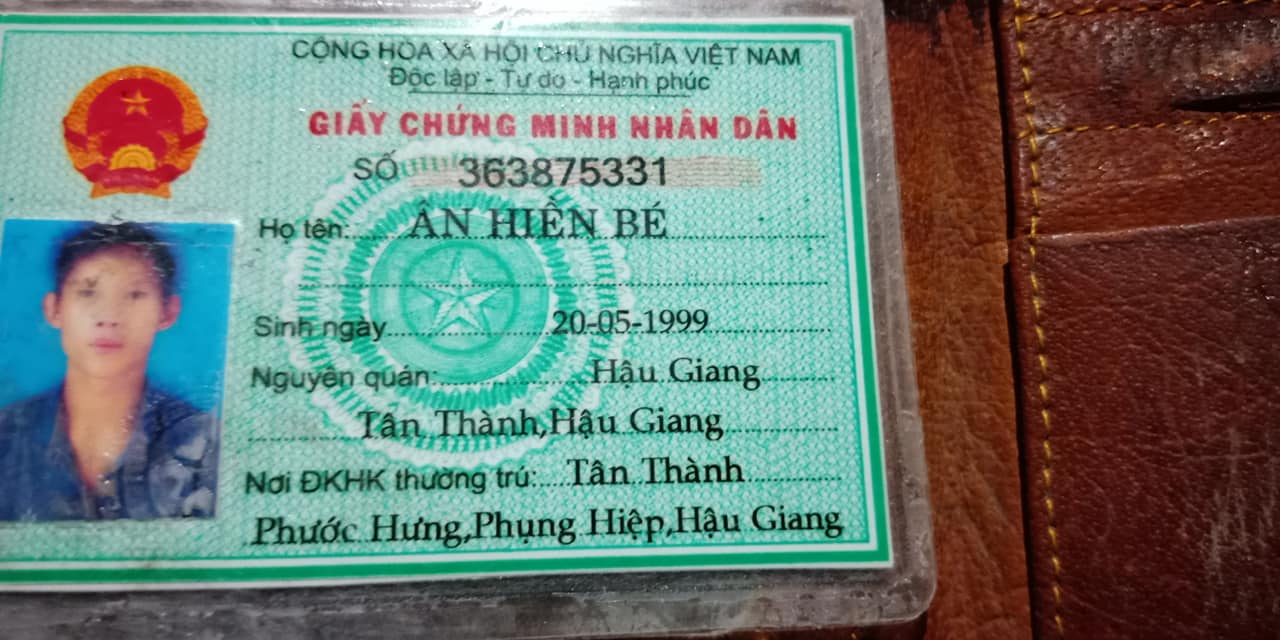 CỘNG HÒA XÃ HỘI CHỦ NGHĨA VIỆT NAM
Độc lập - Tự do - Hạnh phúc
GIẤY CHỨNG MINH NHÂN DÂN
SỐ 363875331
Họ tên: ÂN HIỀN BÉ
Sinh ngày 20-05-1999
Nguyên quán: Hậu Giang
Tân Thành,Hậu Giang
Nơi ĐKHK thường trú: Tân Thành
Phước Hưng,Phụng Hiệp,Hậu Giang